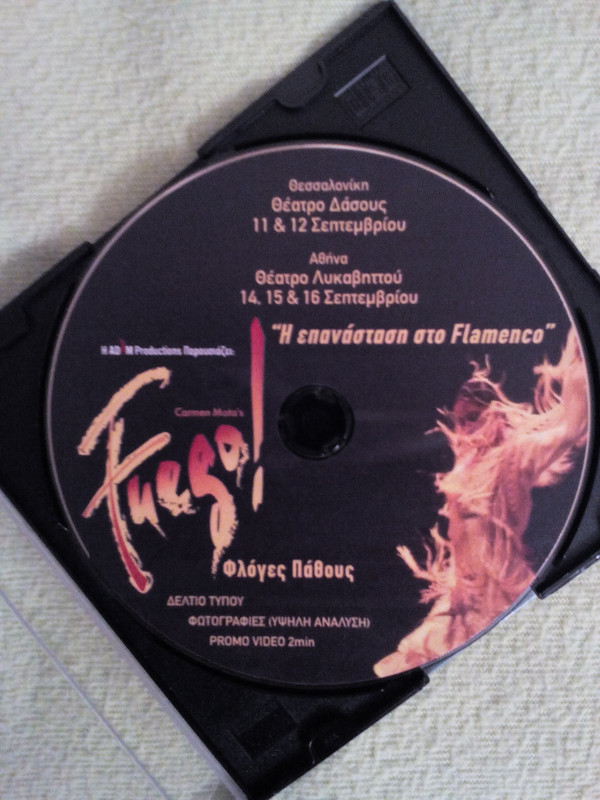 Θεσσαλονίκη
Θέατρο Δάσους
11 & 12 Σεπτεμβρίου
Αθήνα
Θέατρο Λυκαβηττού
14, 15 & 16 Σεπτεμβρίου
"Η επανάσταση στο Flamenco"
Η ADaM Productions Παρουσιάζει:
Carmen Mota's
Fuego!
Φλόγες Πάθους
ΔΕΛΤΙΟ ΤΥΠΟΥ
ΦΩΤΟΓΡΑΦΙΕΣ (ΥΨΗΛΗ ΑΝΑΛΥΣΗ)
PROMO VIDEO 2min